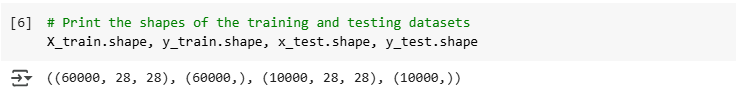 [6] # Print the shapes of the training and testing datasets
X_train.shape, y_train.shape, x_test.shape, y_test.shape
((60000, 28, 28), (60000,), (10000, 28, 28), (10000,))